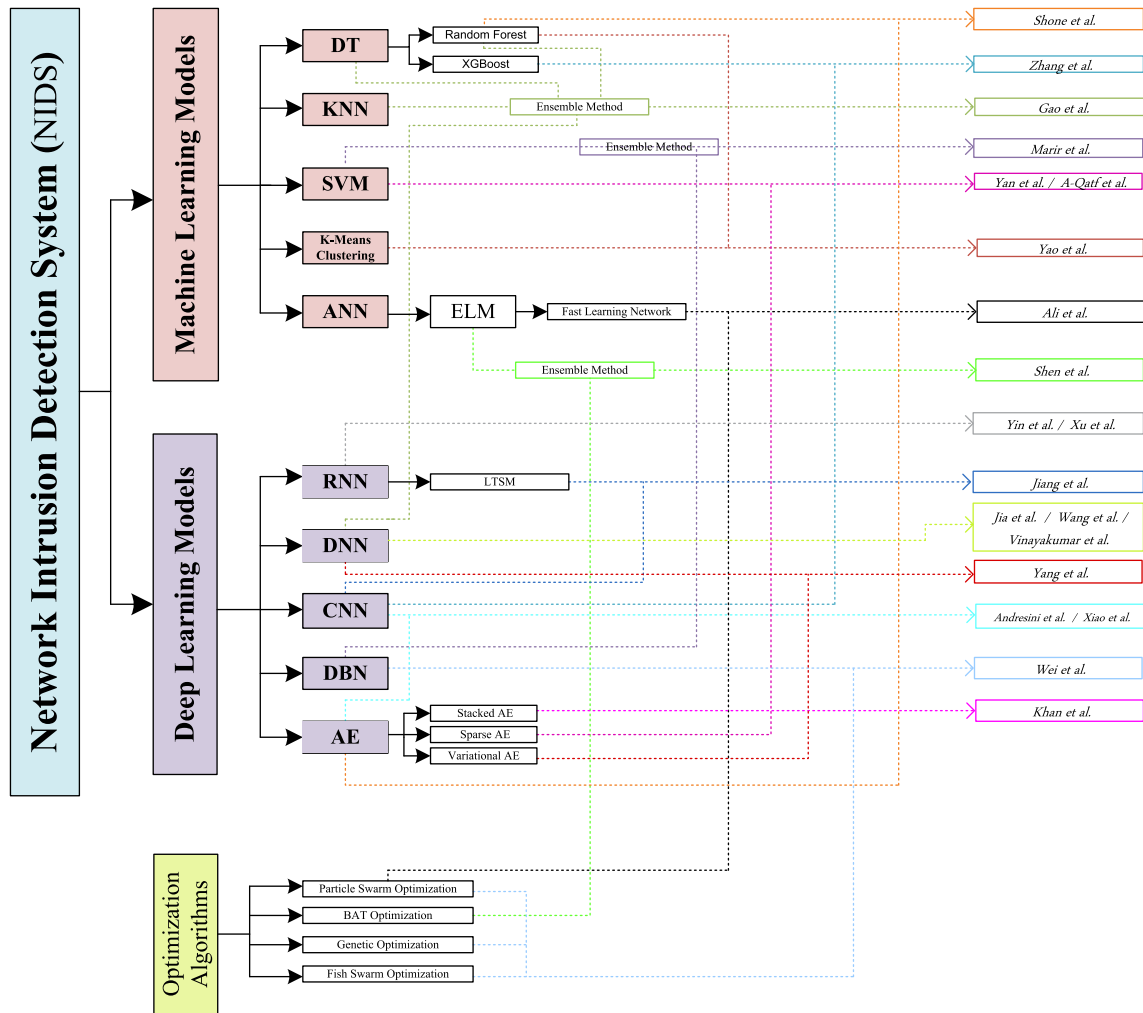 Network Intrusion Detection System (NIDS)
Machine Learning Models
DT
Random Forest
XGBoost
KNN
Ensemble Method
SVM
Ensemble Method
K-Means
Clustering
ANN
ELM
Fast Learning Network
Ensemble Method
Deep Learning Models
RNN
LTSM
DNN
CNN
DBN
AE
Stacked AE
Sparse AE
Variational AE
Optimization
Algorithms
Particle Swarm Optimization
BAT Optimization
Genetic Optimization
Fish Swarm Optimization
Shone et al.
Zhang et al.
Gao et al.
Marir et al.
Yan et al. / A-Qatf et al.
Yao et al.
Ali et al.
Shen et al.
Yin et al. / Xu et al.
Jiang et al.
Jia et al. / Wang et al. /
Vinayakumar et al.
Yang et al.
Andresini et al. / Xiao et al.
Wei et al.
Khan et al.